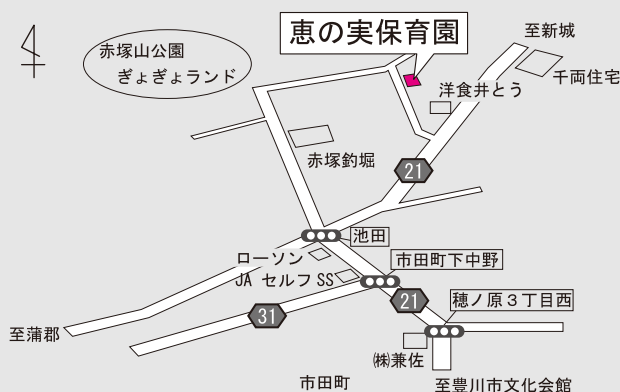 恵の実保育園
至新城
赤塚山公園
ぎょぎょランド
千両住宅
洋食井とう
赤塚釣堀
21
池田
ローソン
JA セルフSS
市田町下中野
21
穂ノ原3丁目西
31
至蒲郡
㈱兼佐
市田町
至豊川市文化会館